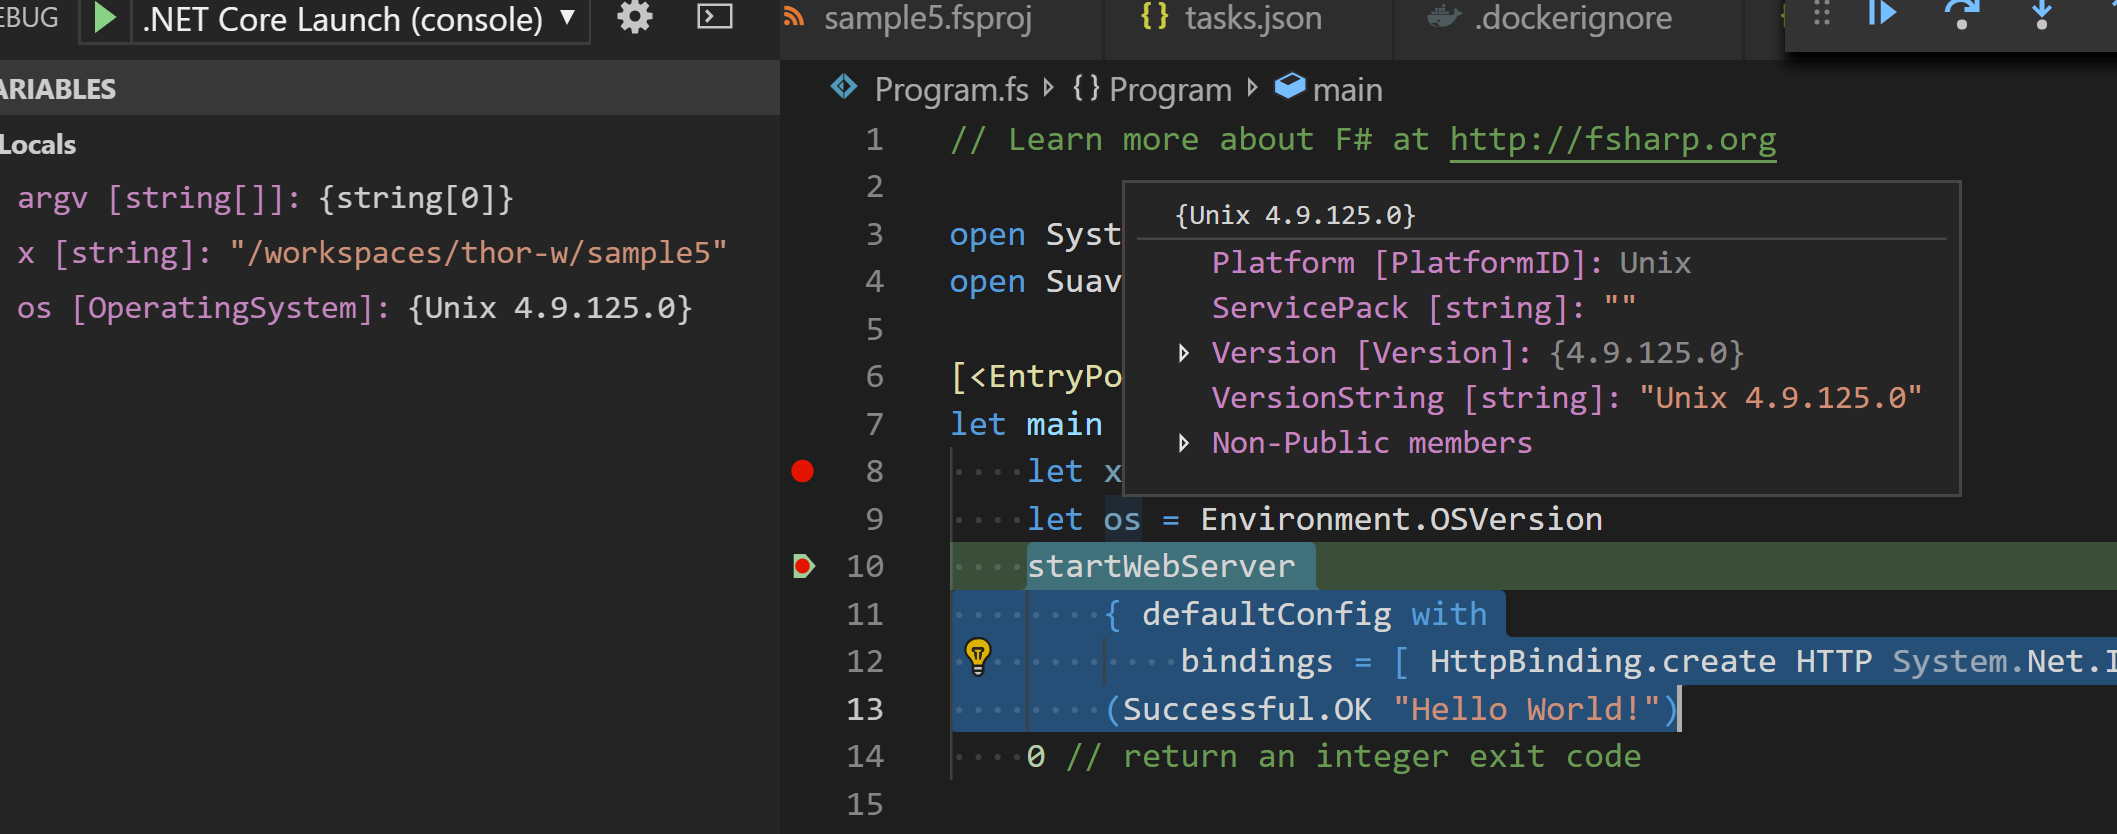 EBUG .NET Core Launch (console)
ARIABLES
Locals
argv [string[]]: {string[0]}
x [string]: "/workspaces/thor-w/sample5"
os [OperatingSystem]: {Unix 4.9.125.0}
sample5.fsproj {} tasks.json .dockerignore
Program.fs {} Program main
1 // Learn more about F# at http://fsharp.org
2
3 open Syst
4 open Suav
5
6 [<EntryPo
7 let main
8 let x
9 let os = Environment.OSVersion
10 startWebServer
11 { defaultConfig with
12 bindings = [ HttpBinding.create HTTP System.Net.I
13 (Successful.OK "Hello World!")
14 0 // return an integer exit code
15
{Unix 4.9.125.0}
Platform [PlatformID]: Unix
ServicePack [string]: ""
Version [Version]: {4.9.125.0}
VersionString [string]: "Unix 4.9.125.0"
Non-Public members